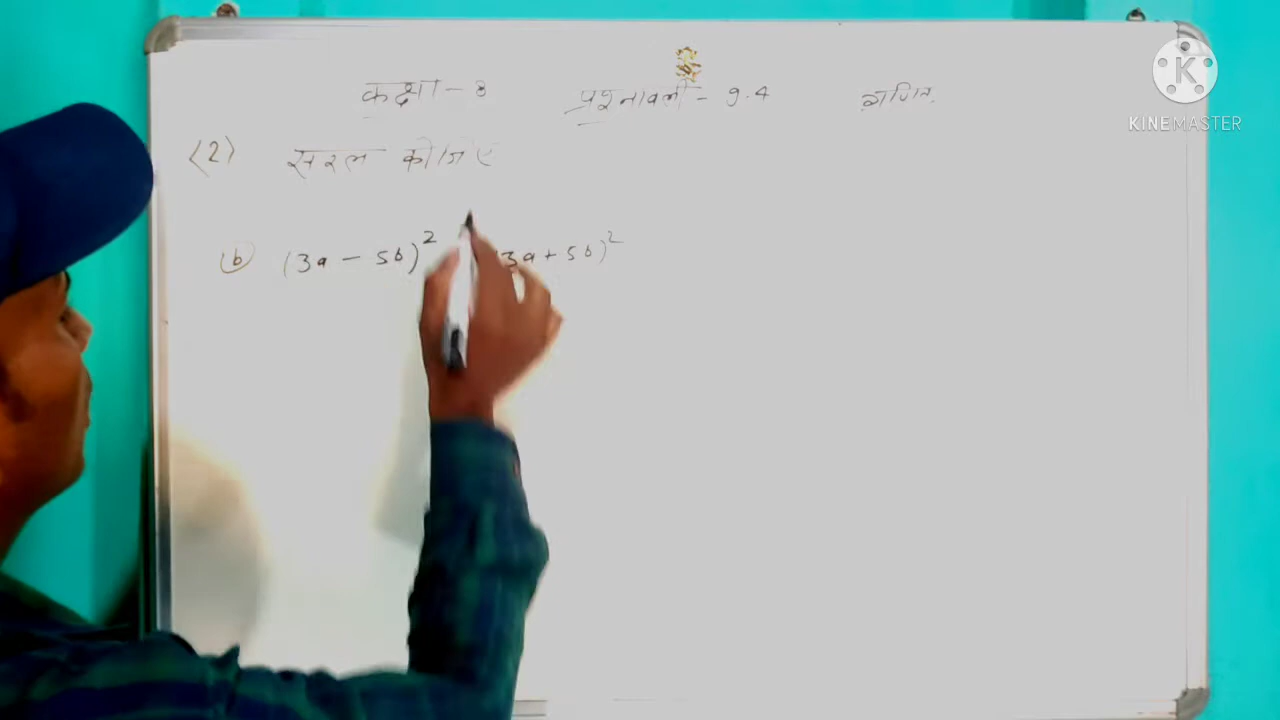 कक्षा - 8 प्रश्नावली - 9.4 गणित
(2) सरल कीजिए
(b) (3a - 5b)² 3a + 5b)²
K
KINEMASTER